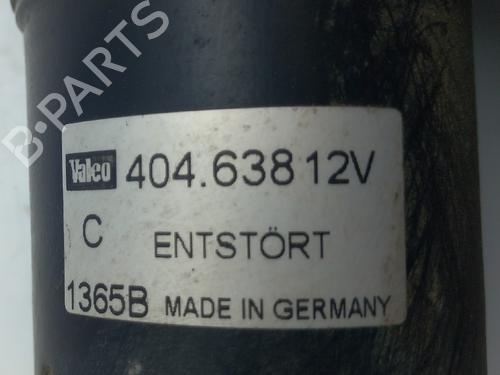 B-PARTS
Valeo 404.638 12V
C ENTSTÖRT
1365B MADE IN GERMANY